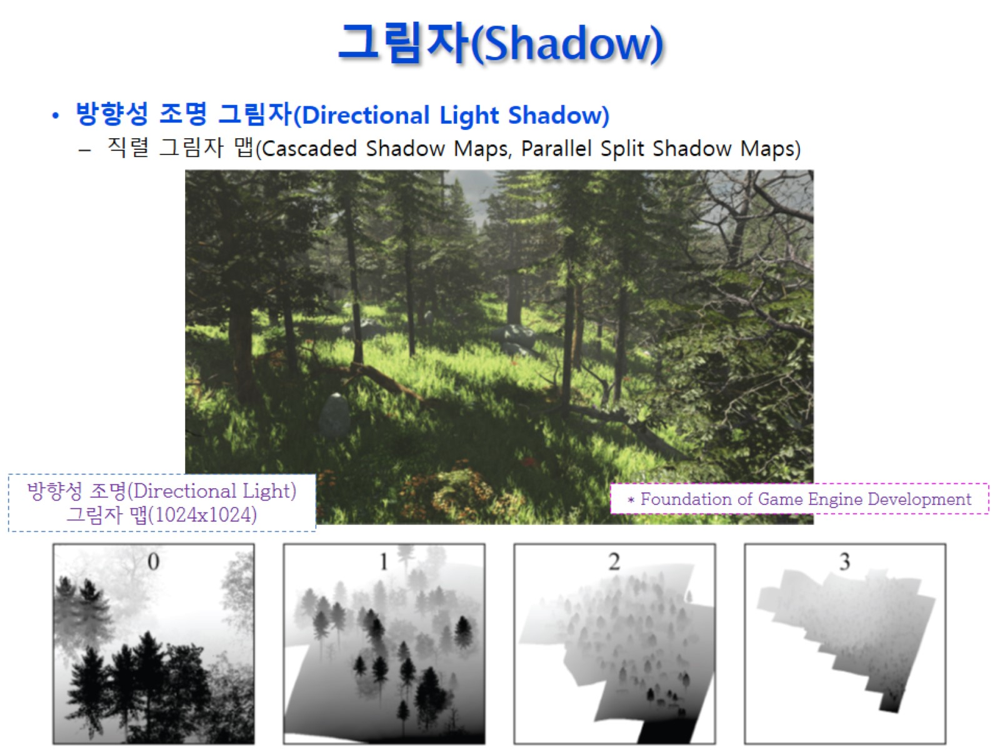 그림자(Shadow)
• 방향성 조명 그림자(Directional Light Shadow)
– 직렬 그림자 맵(Cascaded Shadow Maps, Parallel Split Shadow Maps)
방향성 조명(Directional Light)
그림자 맵(1024x1024)
* Foundation of Game Engine Development
0
1
2
3